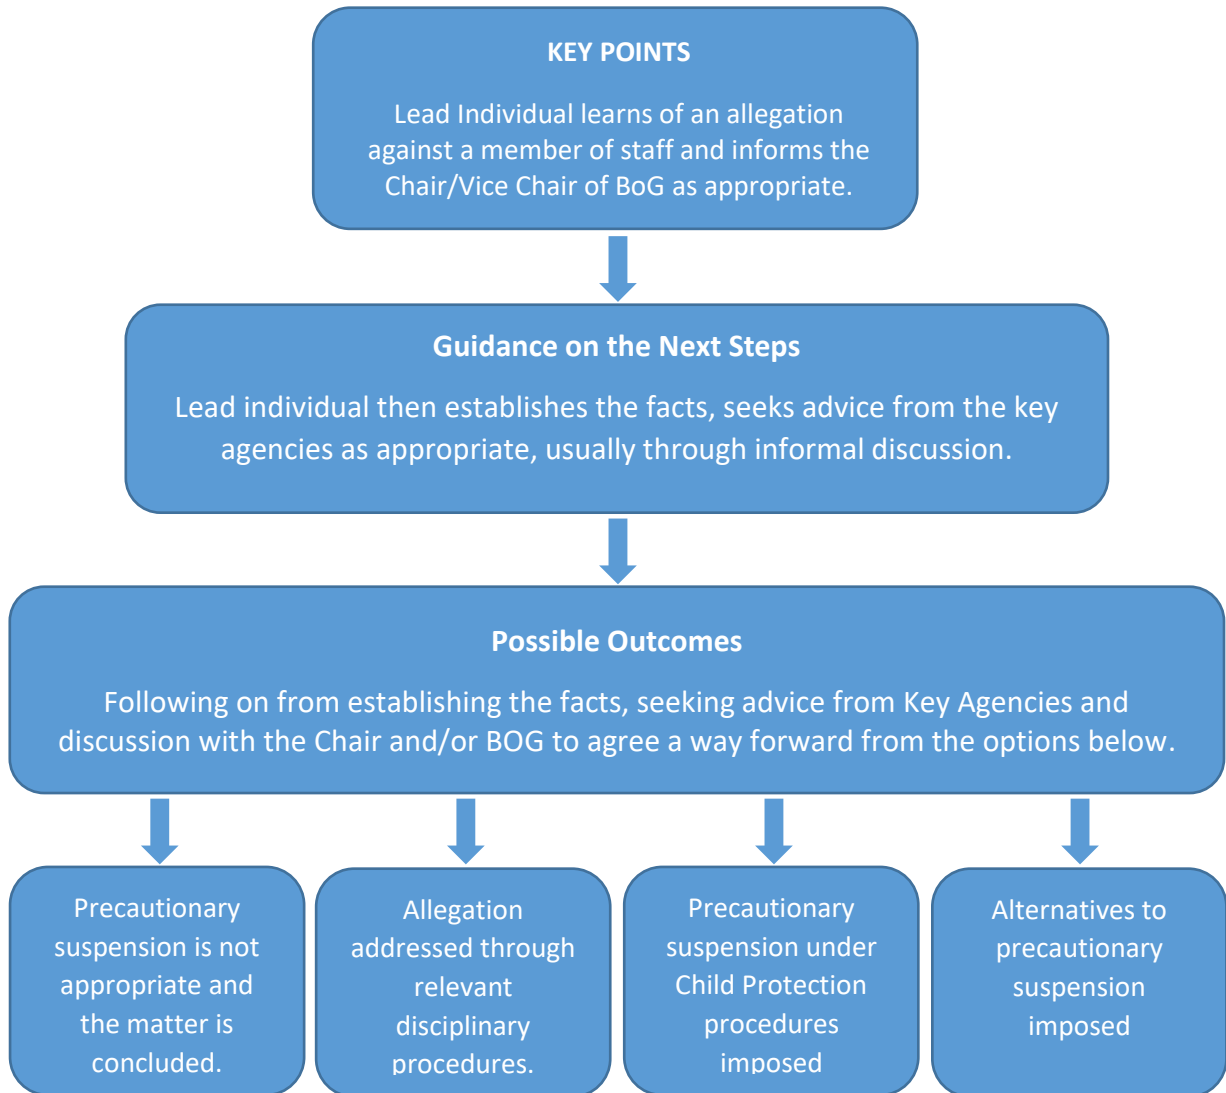 KEY POINTS
Lead Individual learns of an allegation
against a member of staff and informs the
Chair/Vice Chair of BoG as appropriate.
Guidance on the Next Steps
Lead individual then establishes the facts, seeks advice from the key
agencies as appropriate, usually through informal discussion.
Possible Outcomes
Following on from establishing the facts, seeking advice from Key Agencies and
discussion with the Chair and/or BOG to agree a way forward from the options below.
Precautionary
suspension is not
appropriate and
the matter is
concluded.
Allegation
addressed through
relevant
disciplinary
procedures.
Precautionary
suspension under
Child Protection
procedures
imposed
Alternatives to
precautionary
suspension
imposed